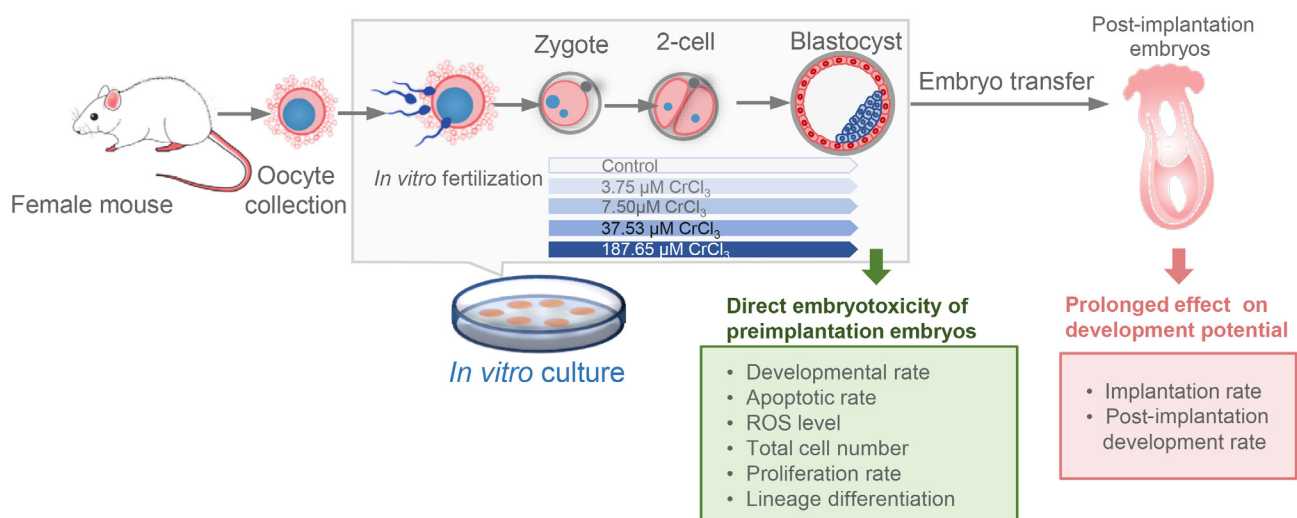 Female mouse
Oocyte
collection
In vitro fertilization
Zygote
2-cell
Blastocyst
Control
3.75 µM CrCl₃
7.50µM CrCl₃
37.53 µM CrCl₃
187.65 µM CrCl₃
In vitro culture
Embryo transfer
Post-implantation
embryos
Direct embryotoxicity of
preimplantation embryos
• Developmental rate
• Apoptotic rate
• ROS level
• Total cell number
• Proliferation rate
• Lineage differentiation
Prolonged effect on
development potential
• Implantation rate
• Post-implantation
development rate